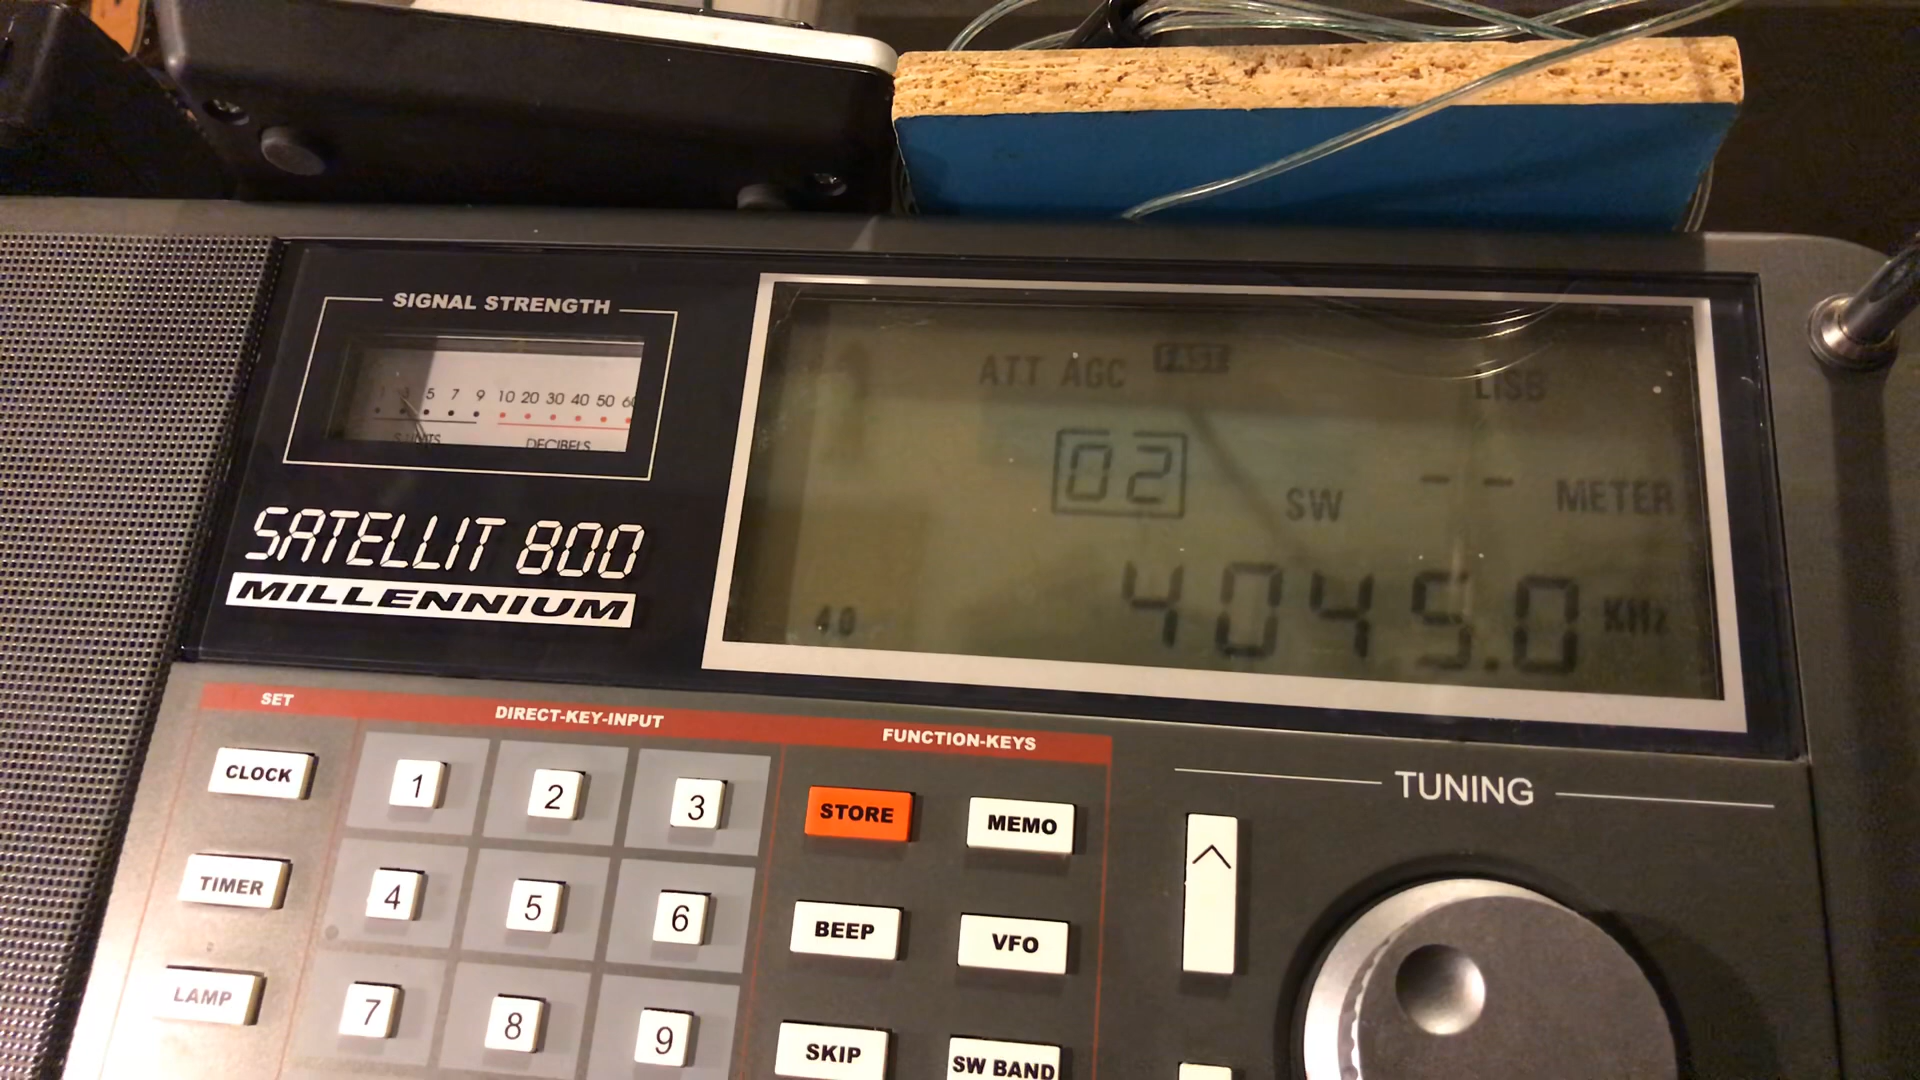 SIGNAL STRENGTH
1 3 5 7 9 10 20 30 40 50 60
S UNITS DECIBELS
SATELLIT 800
MILLENNIUM
ATT AGC FAST
02
SW -- METER
4.0 4045.0 KHz
SET
DIRECT-KEY-INPUT
FUNCTION-KEYS
TUNING
CLOCK 1 2 3 STORE MEMO
TIMER 4 5 6 BEEP VFO
LAMP 7 8 9 SKIP SW BAND